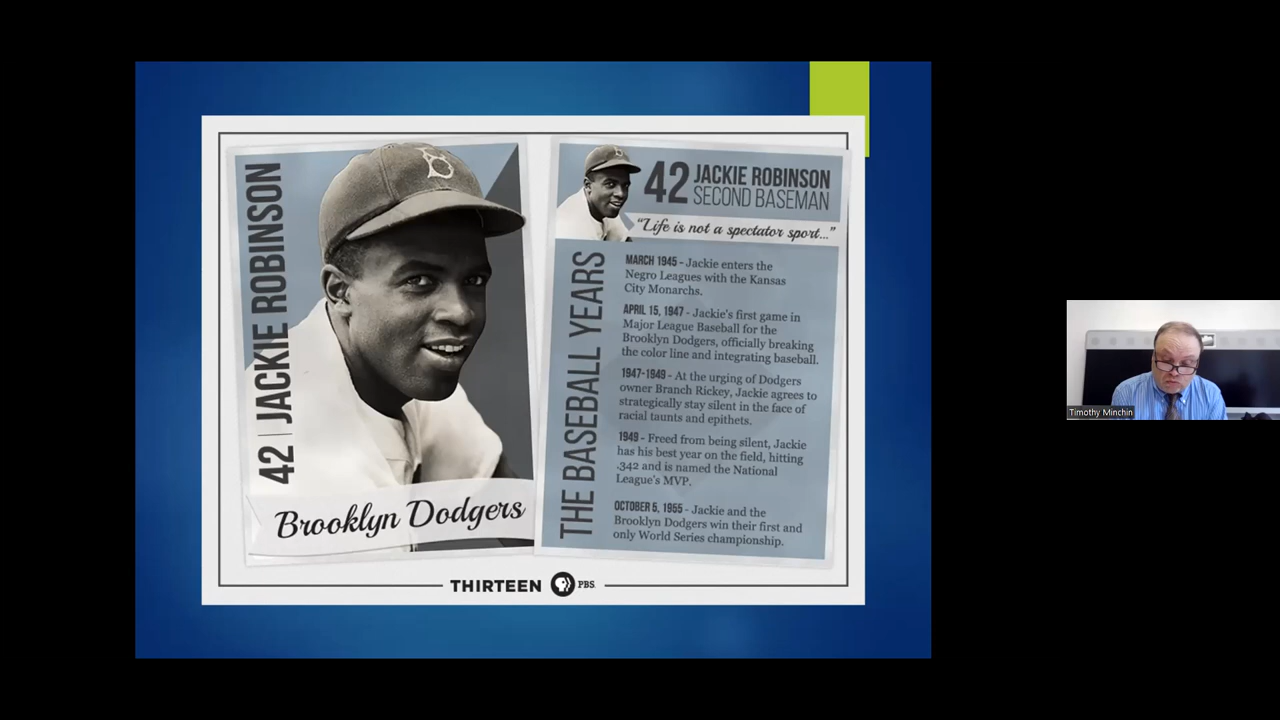 42 | JACKIE ROBINSON
B
Brooklyn Dodgers
42 JACKIE ROBINSON
SECOND BASEMAN
"Life is not a spectator sport..."
THE BASEBALL YEARS
MARCH 1945 - Jackie enters the
Negro Leagues with the Kansas
City Monarchs.
APRIL 15, 1947 - Jackie's first game in
Major League Baseball for the
Brooklyn Dodgers, officially breaking
the color line and integrating baseball.
1947-1949 - At the urging of Dodgers
owner Branch Rickey, Jackie agrees to
strategically stay silent in the face of
racial taunts and epithets.
1949 - Freed from being silent, Jackie
has his best year on the field, hitting
.342 and is named the National
League's MVP.
OCTOBER 5, 1955 - Jackie and the
Brooklyn Dodgers win their first and
only World Series championship.
THIRTEEN PBS
Timothy Minchin